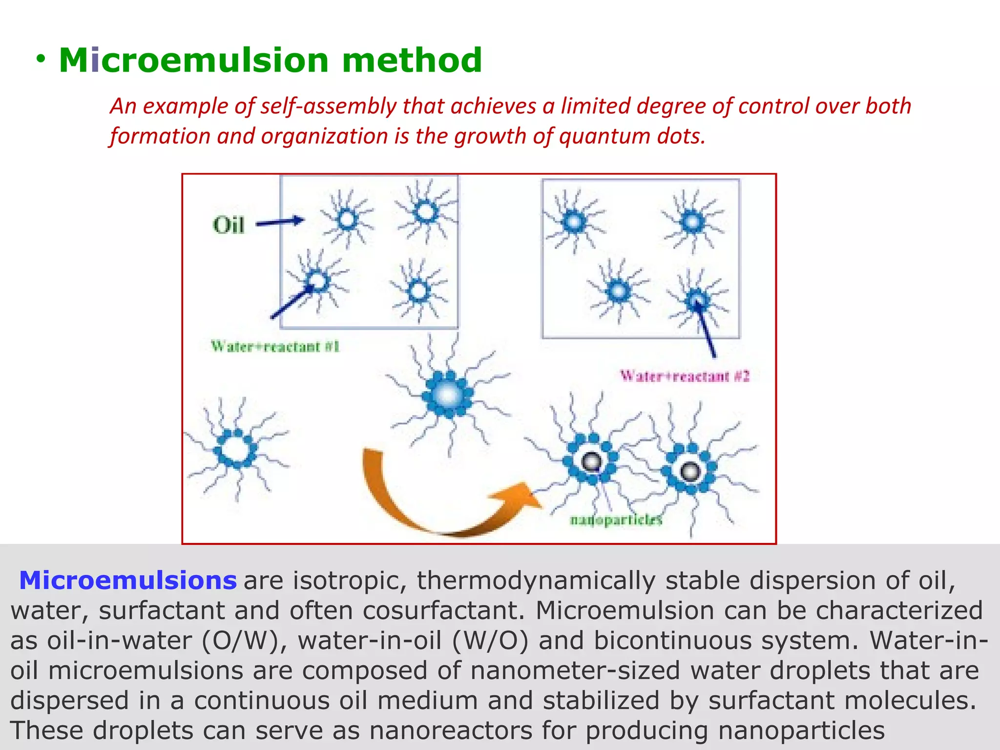 • Microemulsion method
An example of self-assembly that achieves a limited degree of control over both
formation and organization is the growth of quantum dots.
Oil
Water+reactant #1
Water+reactant #2
nanoparticles
Microemulsions are isotropic, thermodynamically stable dispersion of oil,
water, surfactant and often cosurfactant. Microemulsion can be characterized
as oil-in-water (O/W), water-in-oil (W/O) and bicontinuous system. Water-in-
oil microemulsions are composed of nanometer-sized water droplets that are
dispersed in a continuous oil medium and stabilized by surfactant molecules.
These droplets can serve as nanoreactors for producing nanoparticles